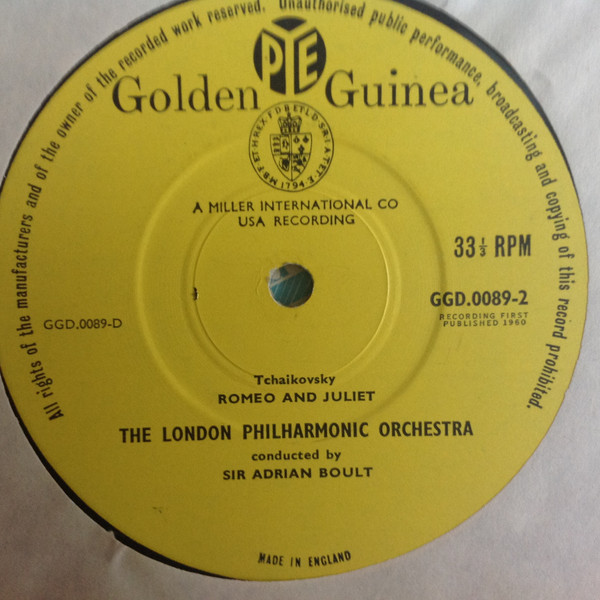 All rights of the manufacturers and of the owner of the recorded work reserved. Unauthorised public performance, broadcasting and copying of this record prohibited.
PYE
Golden Guinea
A MILLER INTERNATIONAL CO
USA RECORDING
33⅓ RPM
GGD.0089-2
RECORDING FIRST
PUBLISHED 1960
GGD.0089-D
Tchaikovsky
ROMEO AND JULIET
THE LONDON PHILHARMONIC ORCHESTRA
conducted by
SIR ADRIAN BOULT
MADE IN ENGLAND